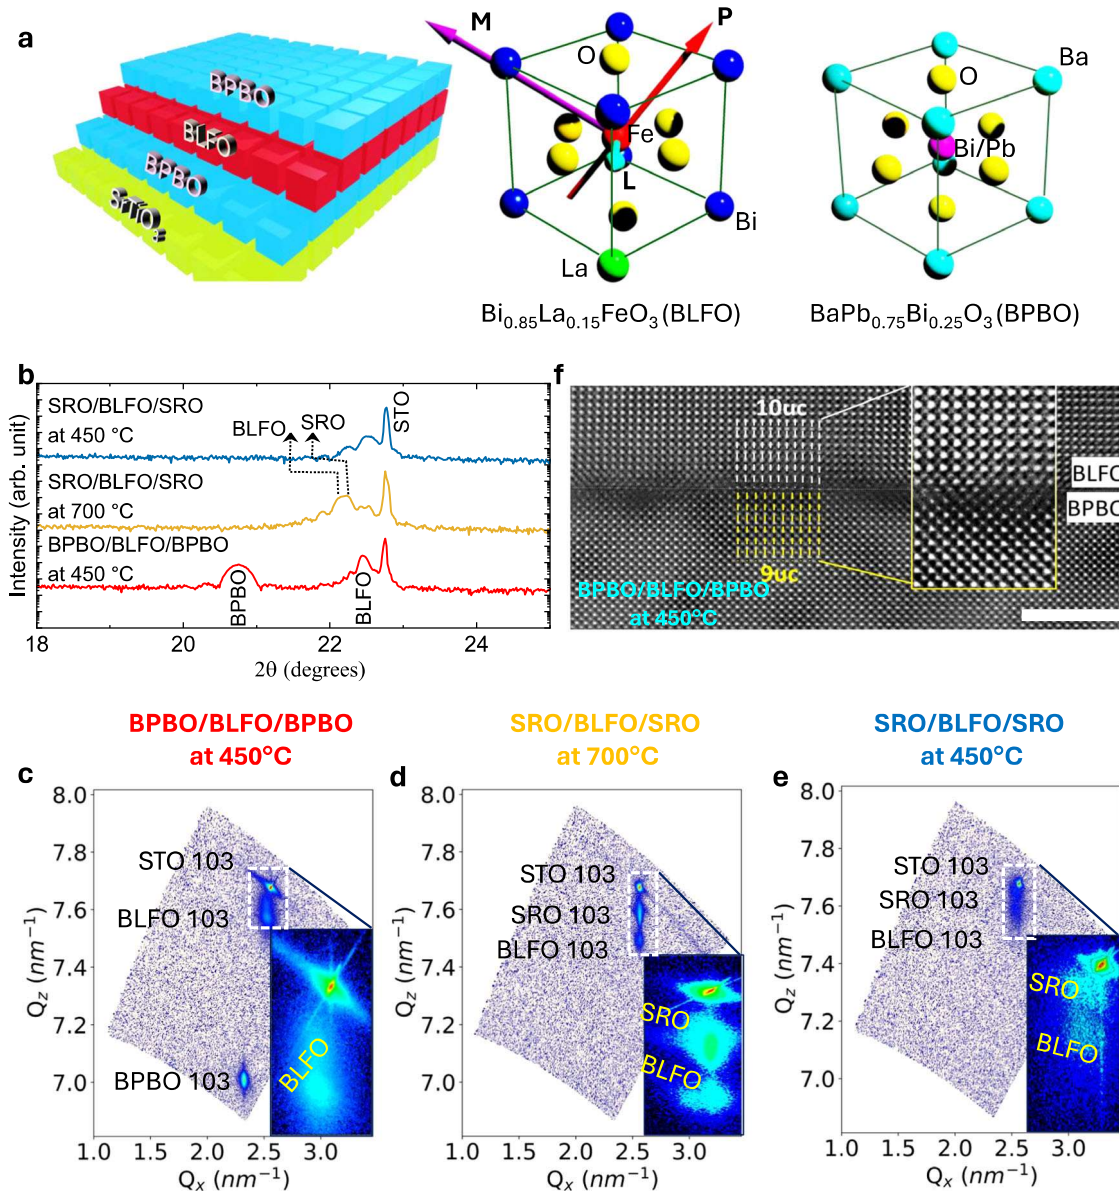 a
BPBO
BLFO
BPBO
SrTiO3
M
P
O
Fe
L
Bi
La
Bi0.85La0.15FeO3 (BLFO)
Ba
O
Bi/Pb
BaPb0.75Bi0.25O3 (BPBO)
b
Intensity (arb. unit)
SRO/BLFO/SRO
at 450 °C
BLFO
SRO
STO
SRO/BLFO/SRO
at 700 °C
BPBO/BLFO/BPBO
at 450 °C
BPBO
BLFO
18
20
22
24
2θ (degrees)
f
10uc
9uc
BLFO
BPBO
BPBO/BLFO/BPBO
at 450°C
BPBO/BLFO/BPBO
at 450°C
c
8.0
7.8
7.6
7.4
7.2
7.0
Qz (nm−1)
STO 103
BLFO 103
BPBO 103
BLFO
1.0
1.5
2.0
2.5
3.0
Qx (nm−1)
SRO/BLFO/SRO
at 700°C
d
8.0
7.8
7.6
7.4
7.2
7.0
Qz (nm−1)
STO 103
SRO 103
BLFO 103
SRO
BLFO
1.0
1.5
2.0
2.5
3.0
Qx (nm−1)
SRO/BLFO/SRO
at 450°C
e
8.0
7.8
7.6
7.4
7.2
7.0
Qz (nm−1)
STO 103
SRO 103
BLFO 103
SRO
BLFO
1.0
1.5
2.0
2.5
3.0
Qx (nm−1)